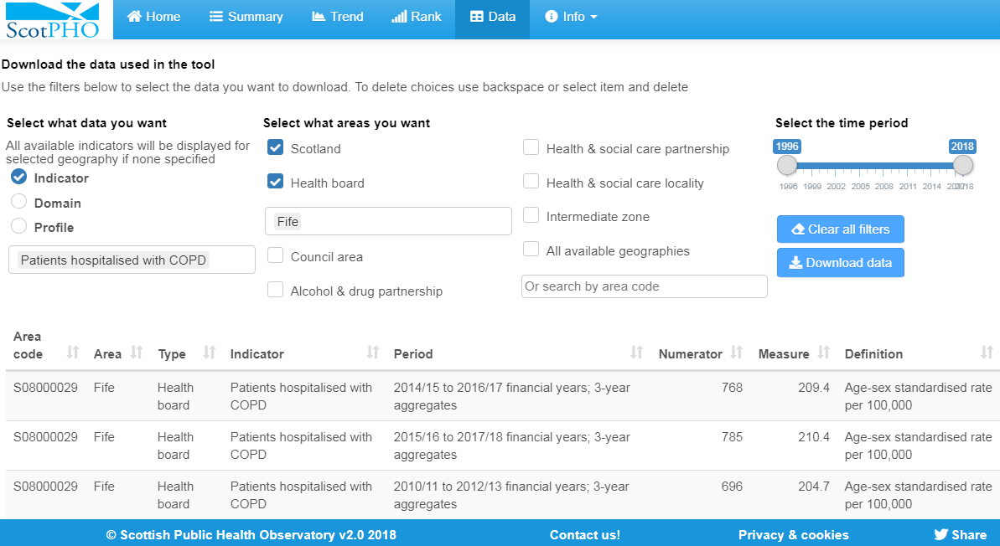 ScotPHO
Home
Summary
Trend
Rank
Data
Info
Download the data used in the tool
Use the filters below to select the data you want to download. To delete choices use backspace or select item and delete
Select what data you want
All available indicators will be displayed for
selected geography if none specified
Indicator
Domain
Profile
Patients hospitalised with COPD
Select what areas you want
Scotland
Health board
Fife
Council area
Alcohol & drug partnership
Health & social care partnership
Health & social care locality
Intermediate zone
All available geographies
Or search by area code
Select the time period
1996 2018
1996 1999 2002 2005 2008 2011 2014 2017 2018
Clear all filters
Download data
Area
code Area Type Indicator Period Numerator Measure Definition
S08000029 Fife Health Patients hospitalised with 2014/15 to 2016/17 financial years; 3-year 768 209.4 Age-sex standardised rate
board COPD aggregates per 100,000
S08000029 Fife Health Patients hospitalised with 2015/16 to 2017/18 financial years; 3-year 785 210.4 Age-sex standardised rate
board COPD aggregates per 100,000
S08000029 Fife Health Patients hospitalised with 2010/11 to 2012/13 financial years; 3-year 696 204.7 Age-sex standardised rate
board COPD aggregates per 100,000
© Scottish Public Health Observatory v2.0 2018
Contact us!
Privacy & cookies
Share